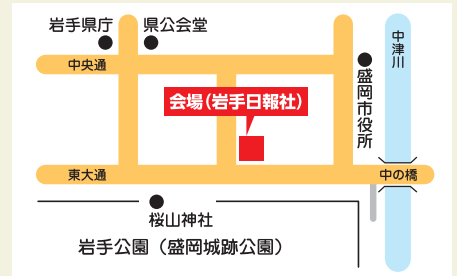 岩手県庁
県公会堂
中央通
中津川
盛岡市役所
会場（岩手日報社）
東大通
中の橋
桜山神社
岩手公園（盛岡城跡公園）